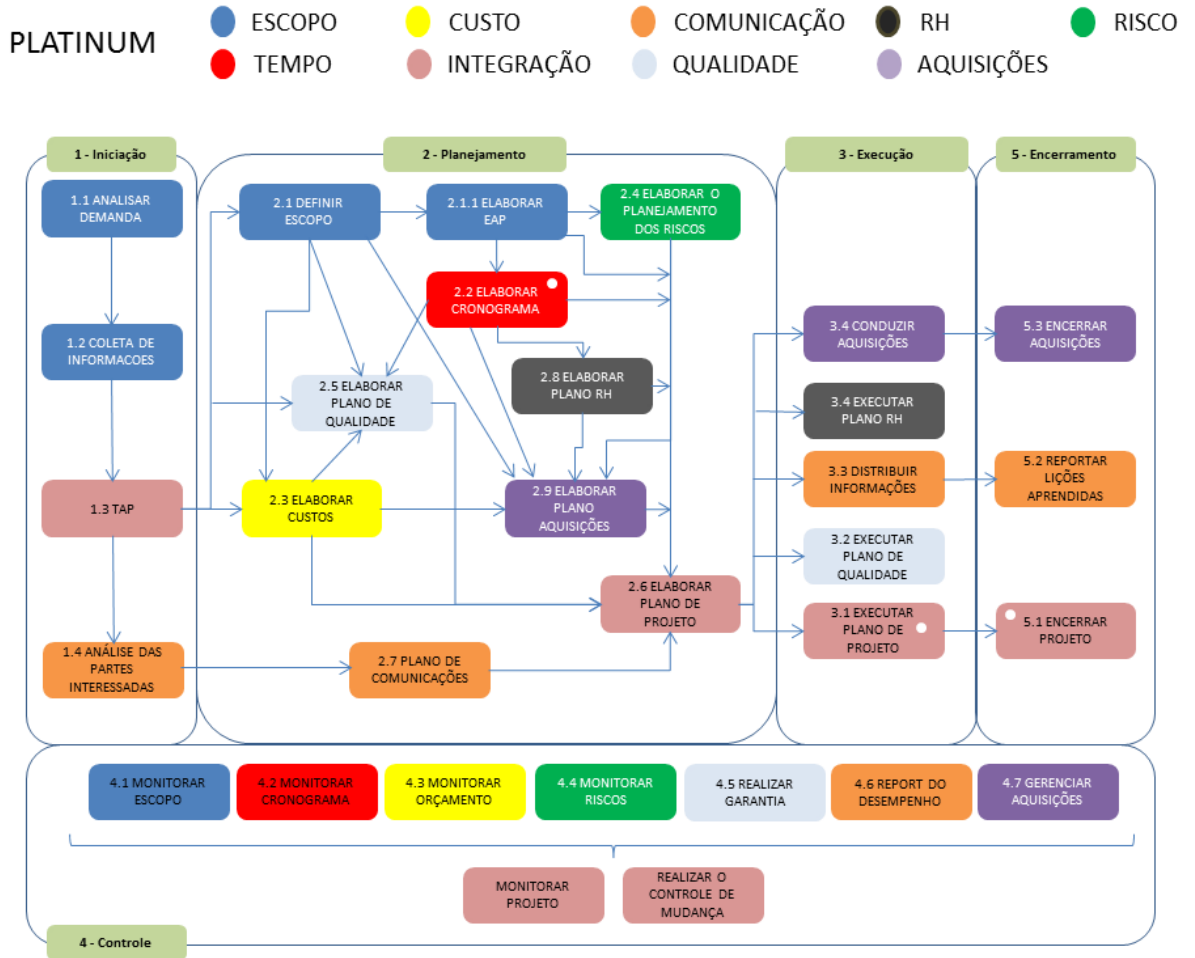 PLATINUM
ESCOPO
CUSTO
COMUNICAÇÃO
RH
RISCO
TEMPO
INTEGRAÇÃO
QUALIDADE
AQUISIÇÕES
1 - Iniciação
2 - Planejamento
3 - Execução
5 - Encerramento
1.1 ANALISAR
DEMANDA
1.2 COLETA DE
INFORMACOES
1.3 TAP
1.4 ANÁLISE DAS
PARTES
INTERESSADAS
2.1 DEFINIR
ESCOPO
2.1.1 ELABORAR
EAP
2.4 ELABORAR O
PLANEJAMENTO
DOS RISCOS
2.2 ELABORAR
CRONOGRAMA
2.8 ELABORAR
PLANO RH
2.5 ELABORAR
PLANO DE
QUALIDADE
2.3 ELABORAR
CUSTOS
2.9 ELABORAR
PLANO
AQUISIÇÕES
2.6 ELABORAR
PLANO DE
PROJETO
2.7 PLANO DE
COMUNICAÇÕES
3.4 CONDUZIR
AQUISIÇÕES
3.4 EXECUTAR
PLANO RH
3.3 DISTRIBUIR
INFORMAÇÕES
3.2 EXECUTAR
PLANO DE
QUALIDADE
3.1 EXECUTAR
PLANO DE
PROJETO
5.3 ENCERRAR
AQUISIÇÕES
5.2 REPORTAR
LIÇÕES
APRENDIDAS
5.1 ENCERRAR
PROJETO
4.1 MONITORAR
ESCOPO
4.2 MONITORAR
CRONOGRAMA
4.3 MONITORAR
ORÇAMENTO
4.4 MONITORAR
RISCOS
4.5 REALIZAR
GARANTIA
4.6 REPORT DO
DESEMPENHO
4.7 GERENCIAR
AQUISIÇÕES
MONITORAR
PROJETO
REALIZAR O
CONTROLE DE
MUDANÇA
4 - Controle